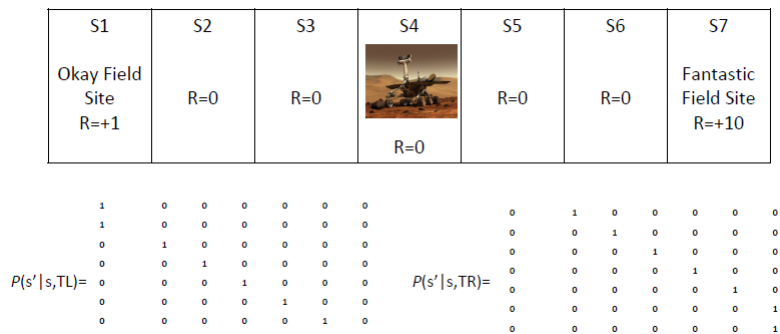 S1 S2 S3 S4 S5 S6 S7
Okay Field Fantastic
Site R=0 R=0 R=0 R=0 Field Site
R=+1 R=+10
R=0
1 0 0 0 0 0 0
1 0 0 0 0 0 0
0 1 0 0 0 0 0
P(s'|s,TL)= 0 0 1 0 0 0 0
0 0 0 1 0 0 0
0 0 0 0 1 0 0
0 0 0 0 0 1 0
0 1 0 0 0 0 0
0 0 1 0 0 0 0
0 0 0 1 0 0 0
P(s'|s,TR)= 0 0 0 0 1 0 0
0 0 0 0 0 1 0
0 0 0 0 0 0 1
0 0 0 0 0 0 1